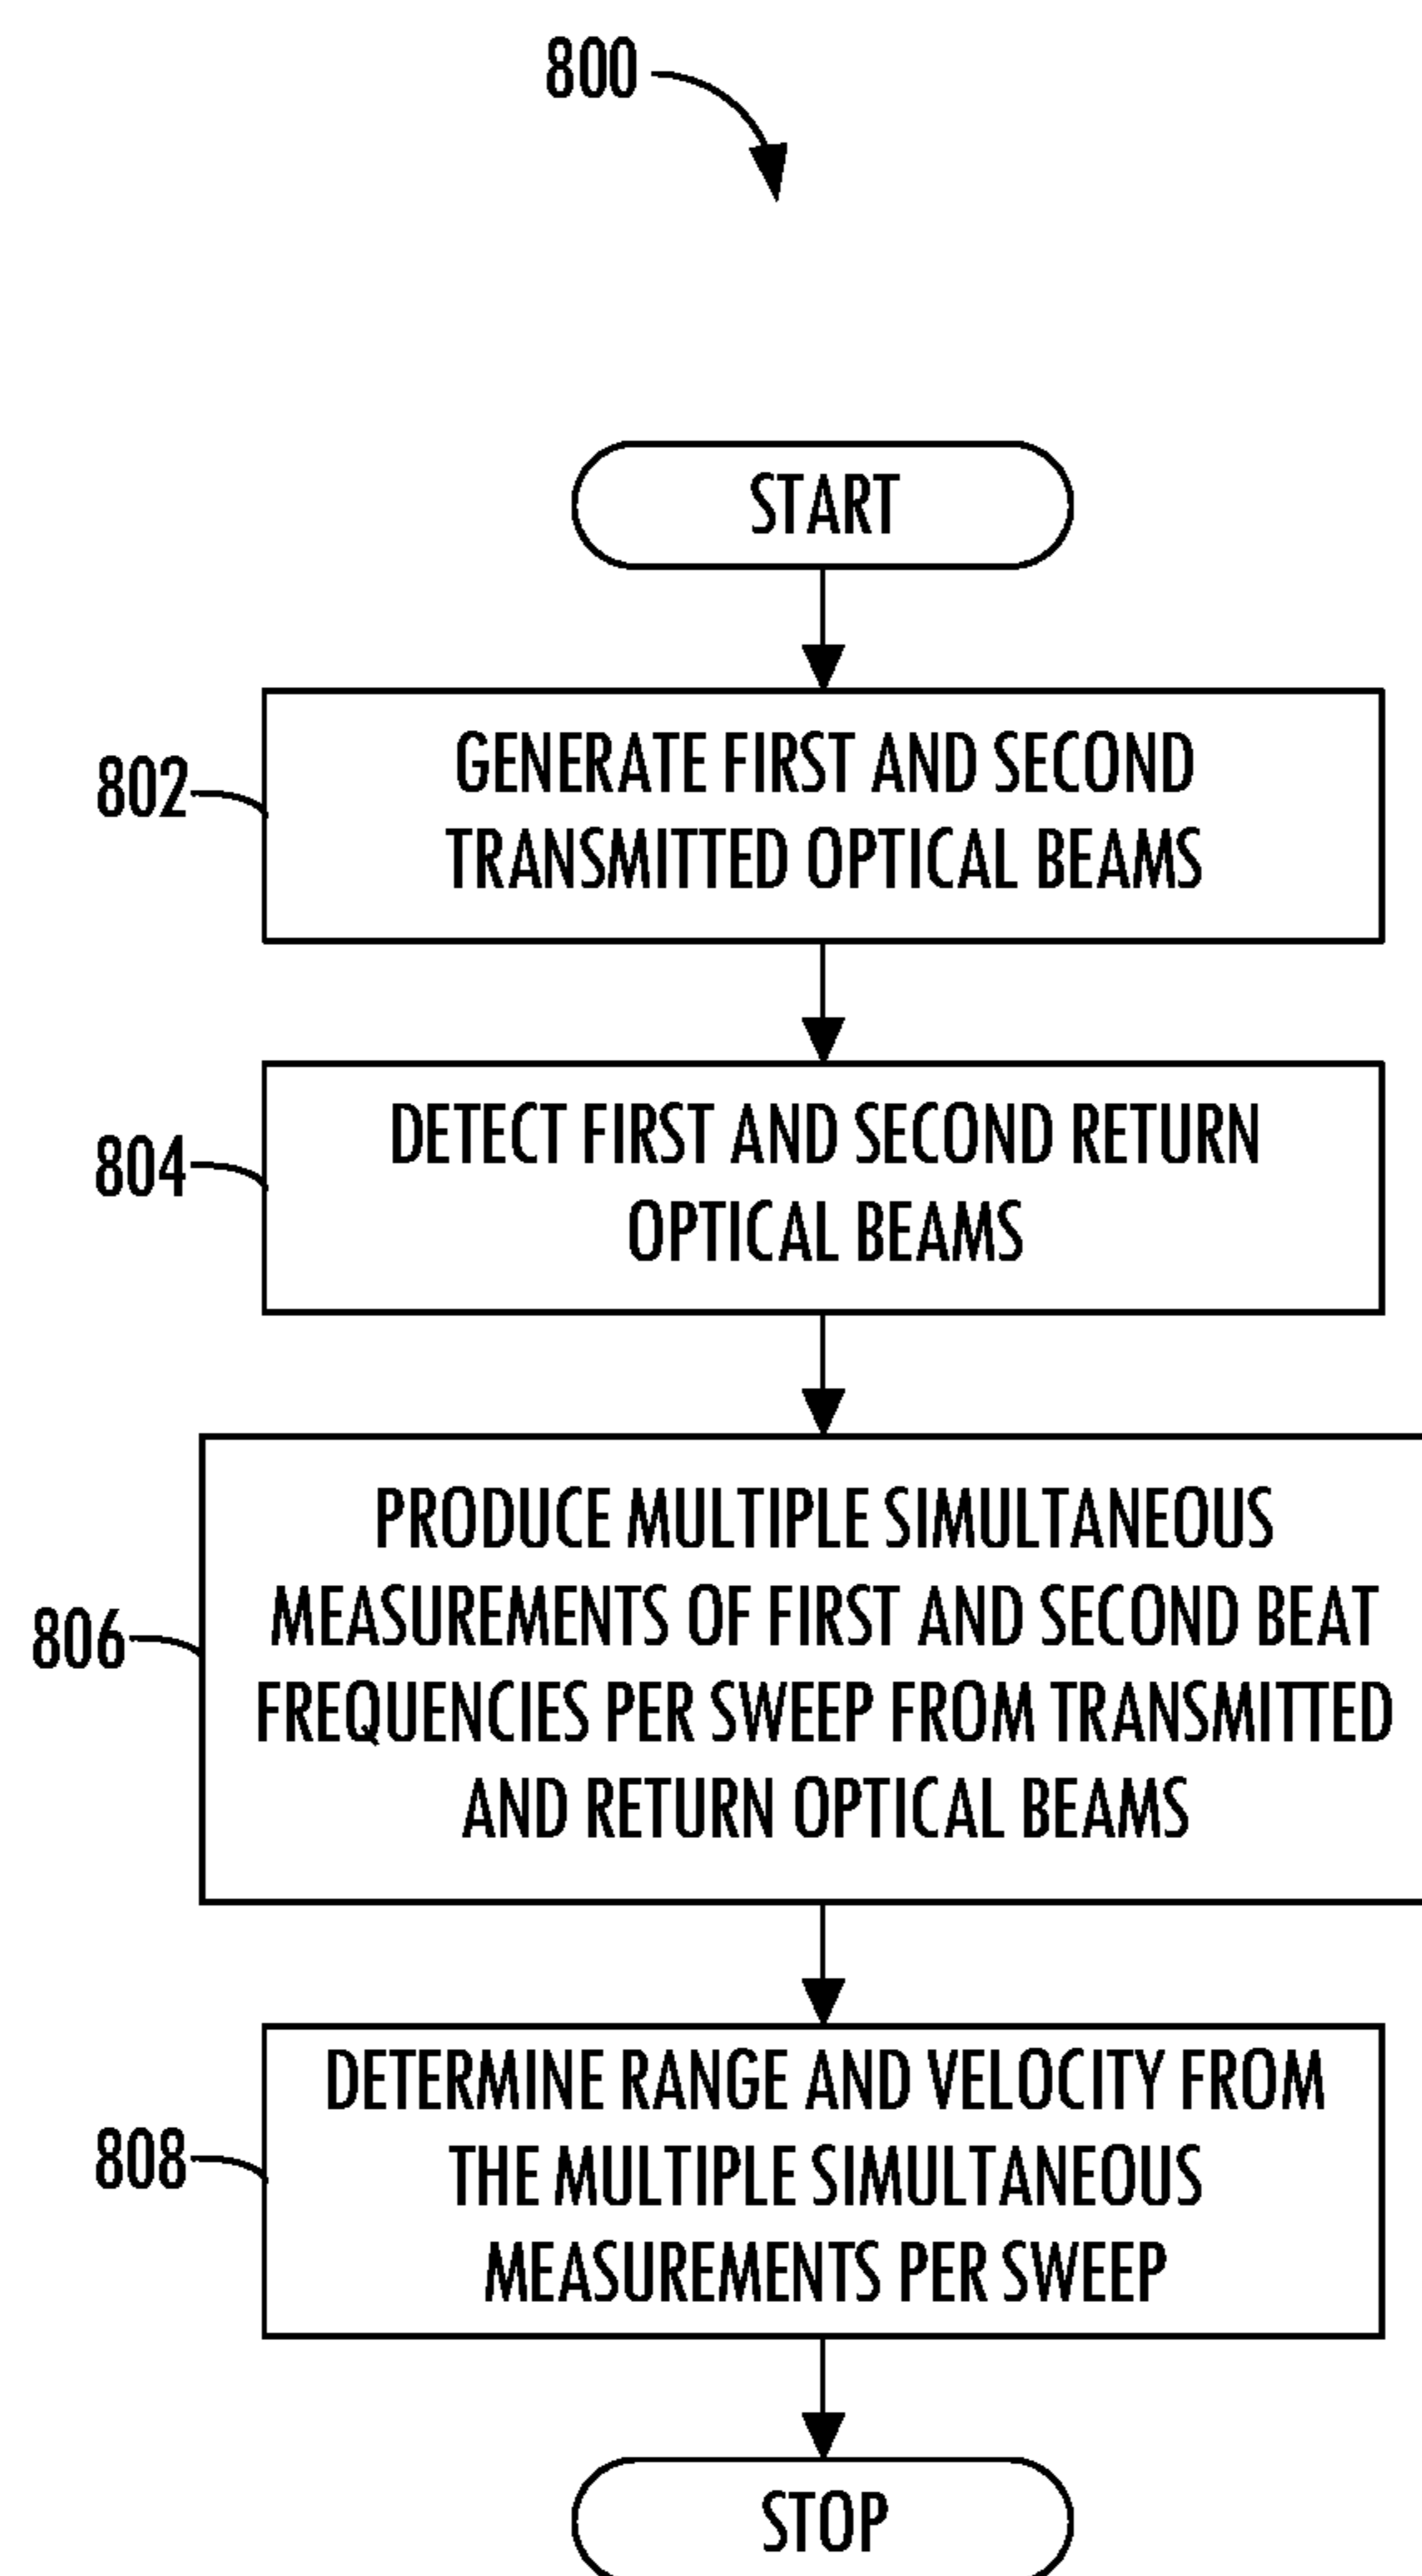 800
START
802
GENERATE FIRST AND SECOND
TRANSMITTED OPTICAL BEAMS
804
DETECT FIRST AND SECOND RETURN
OPTICAL BEAMS
806
PRODUCE MULTIPLE SIMULTANEOUS
MEASUREMENTS OF FIRST AND SECOND BEAT
FREQUENCIES PER SWEEP FROM TRANSMITTED
AND RETURN OPTICAL BEAMS
808
DETERMINE RANGE AND VELOCITY FROM
THE MULTIPLE SIMULTANEOUS
MEASUREMENTS PER SWEEP
STOP